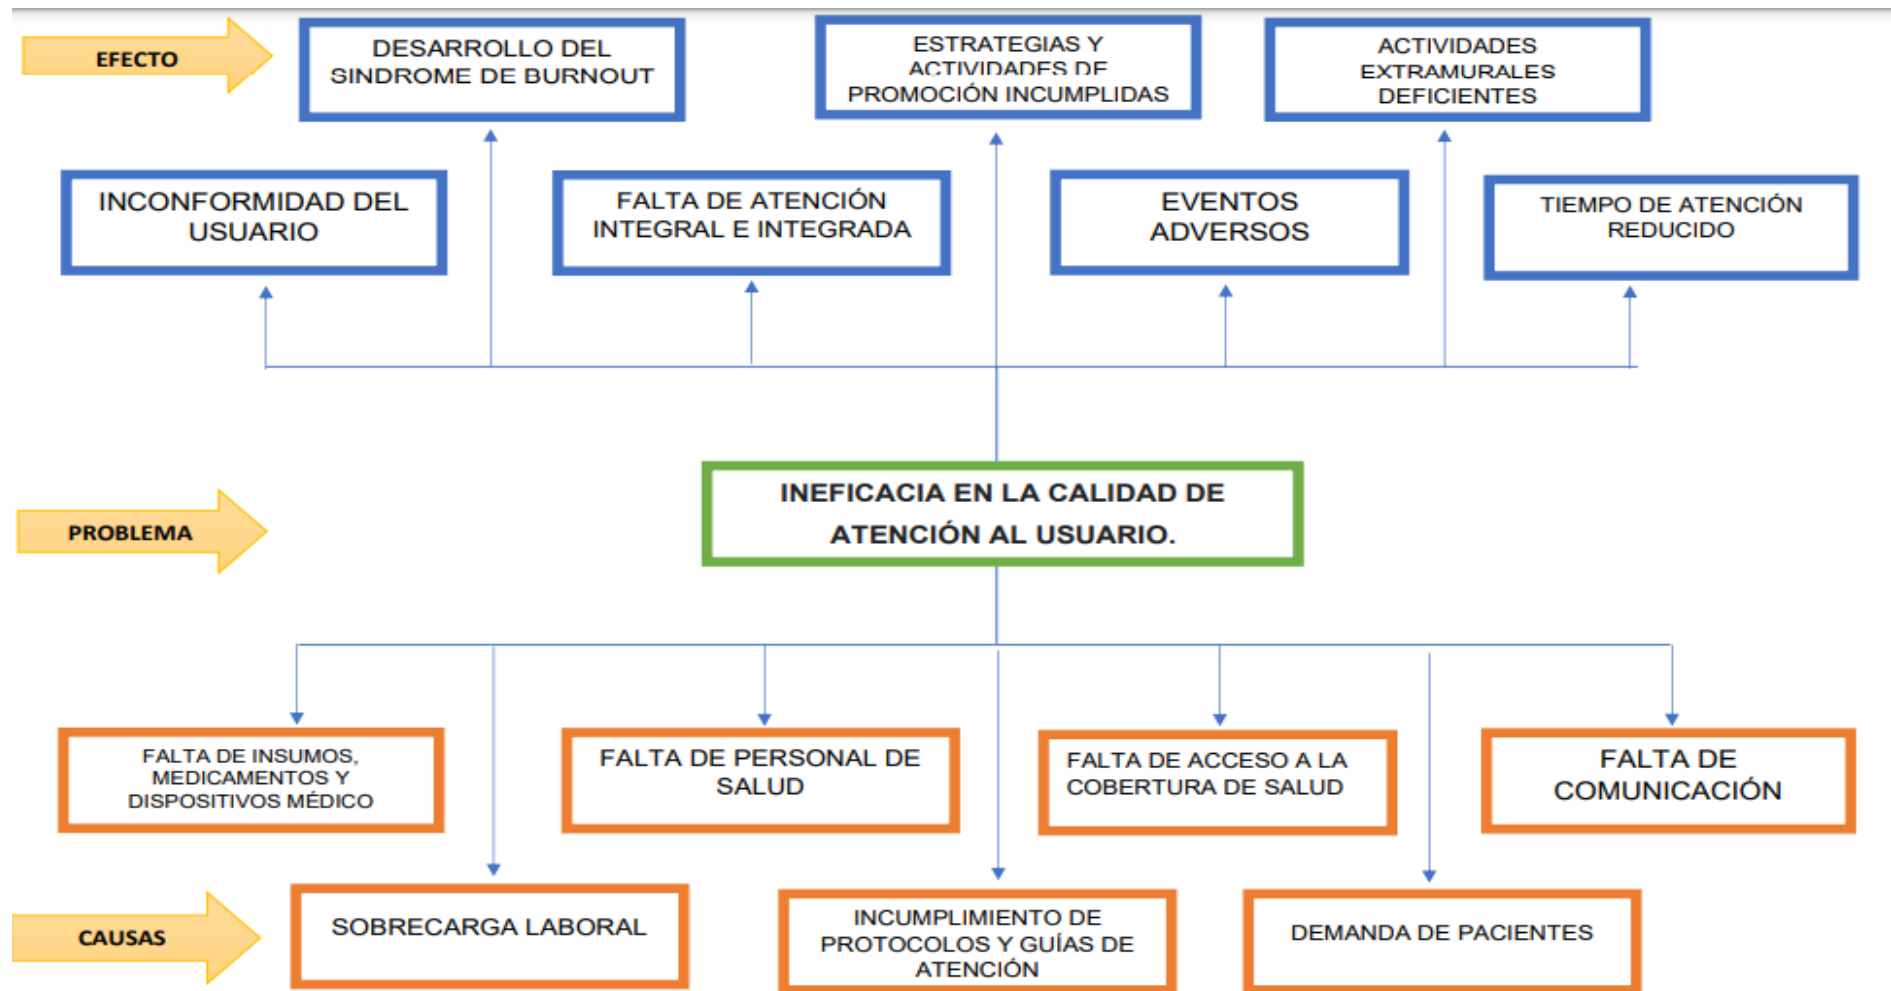 EFECTO
DESARROLLO DEL
SINDROME DE BURNOUT
ESTRATEGIAS Y
ACTIVIDADES DE
PROMOCIÓN INCUMPLIDAS
ACTIVIDADES
EXTRAMURALES
DEFICIENTES
INCONFORMIDAD DEL
USUARIO
FALTA DE ATENCIÓN
INTEGRAL E INTEGRADA
EVENTOS
ADVERSOS
TIEMPO DE ATENCIÓN
REDUCIDO
PROBLEMA
INEFICACIA EN LA CALIDAD DE
ATENCIÓN AL USUARIO.
FALTA DE INSUMOS,
MEDICAMENTOS Y
DISPOSITIVOS MÉDICO
FALTA DE PERSONAL DE
SALUD
FALTA DE ACCESO A LA
COBERTURA DE SALUD
FALTA DE
COMUNICACIÓN
CAUSAS
SOBRECARGA LABORAL
INCUMPLIMIENTO DE
PROTOCOLOS Y GUÍAS DE
ATENCIÓN
DEMANDA DE PACIENTES